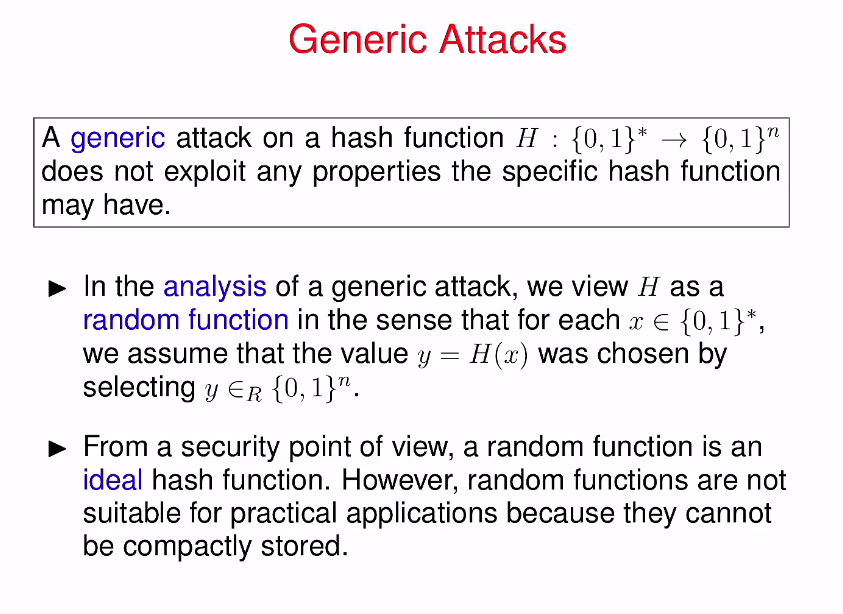 Generic Attacks
A generic attack on a hash function H : {0, 1}* → {0, 1}ⁿ
does not exploit any properties the specific hash function
may have.
► In the analysis of a generic attack, we view H as a
random function in the sense that for each x ∈ {0, 1}*,
we assume that the value y = H(x) was chosen by
selecting y ∈_R {0, 1}ⁿ.
► From a security point of view, a random function is an
ideal hash function. However, random functions are not
suitable for practical applications because they cannot
be compactly stored.